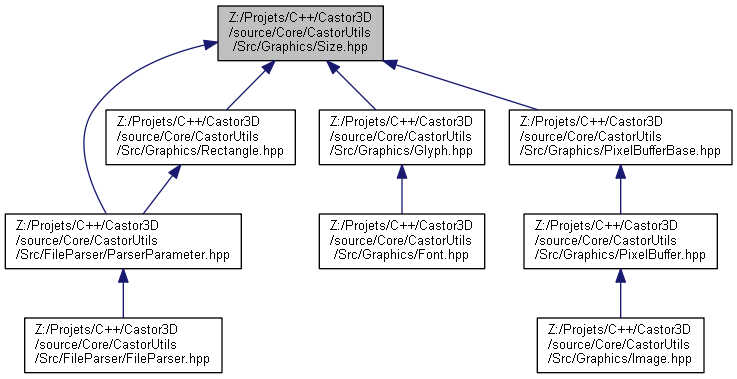 Z:/Projets/C++/Castor3D
/source/Core/CastorUtils
/Src/Graphics/Size.hpp
Z:/Projets/C++/Castor3D
/source/Core/CastorUtils
/Src/Graphics/Rectangle.hpp
Z:/Projets/C++/Castor3D
/source/Core/CastorUtils
/Src/Graphics/Glyph.hpp
Z:/Projets/C++/Castor3D
/source/Core/CastorUtils
/Src/Graphics/PixelBufferBase.hpp
Z:/Projets/C++/Castor3D
/source/Core/CastorUtils
/Src/FileParser/ParserParameter.hpp
Z:/Projets/C++/Castor3D
/source/Core/CastorUtils
/Src/Graphics/Font.hpp
Z:/Projets/C++/Castor3D
/source/Core/CastorUtils
/Src/Graphics/PixelBuffer.hpp
Z:/Projets/C++/Castor3D
/source/Core/CastorUtils
/Src/FileParser/FileParser.hpp
Z:/Projets/C++/Castor3D
/source/Core/CastorUtils
/Src/Graphics/Image.hpp